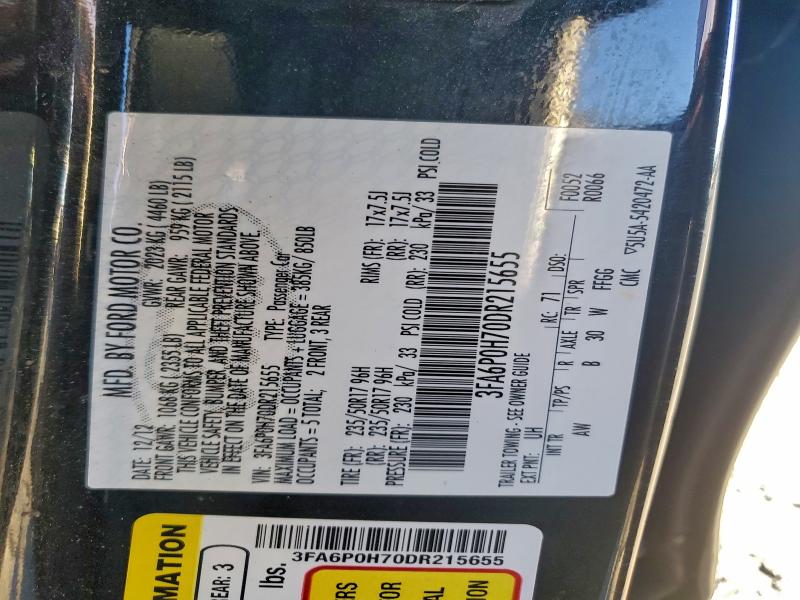 MFD. BY FORD MOTOR CO.
DATE: 12/12 GVWR: 2028 KG ( 4460 LB)
FRONT GAWR: 1068 KG ( 2355 LB) REAR GAWR: 959 KG ( 2115 LB)
THIS VEHICLE CONFORMS TO ALL APPLICABLE FEDERAL MOTOR
VEHICLE SAFETY, BUMPER, AND THEFT PREVENTION STANDARDS
IN EFFECT ON THE DATE OF MANUFACTURE SHOWN ABOVE.
VIN: 3FA6P0H70DR215655 TYPE: Passenger Car
MAXIMUM LOAD = OCCUPANTS + LUGGAGE = 385KG/ 850LB
OCCUPANTS = 5 TOTAL; 2 FRONT, 3 REAR
TIRE (FR): 235/50R17 96H RIMS (FR): 17x7.5J
(RR): 235/50R17 96H (RR): 17x7.5J
PRESSURE (FR): 230 kPa/ 33 PSI COLD (RR): 230 kPa/ 33 PSI, COLD
3FA6P0H70DR215655
TRAILER TOWING - SEE OWNER GUIDE
EXT PNT: UH RC: 71 DSO: F0052
R0066
INT TR TP/PS R AXLE TR SPR
AW B 30 W FFGG
CMC ▽5U5A-5420472-AA
3FA6P0H70DR215655
MATION
REAR: 3
lbs.